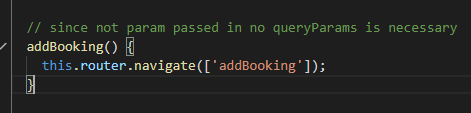 // since not param passed in no queryParams is necessary
addBooking() {
this.router.navigate(['addBooking']);
}